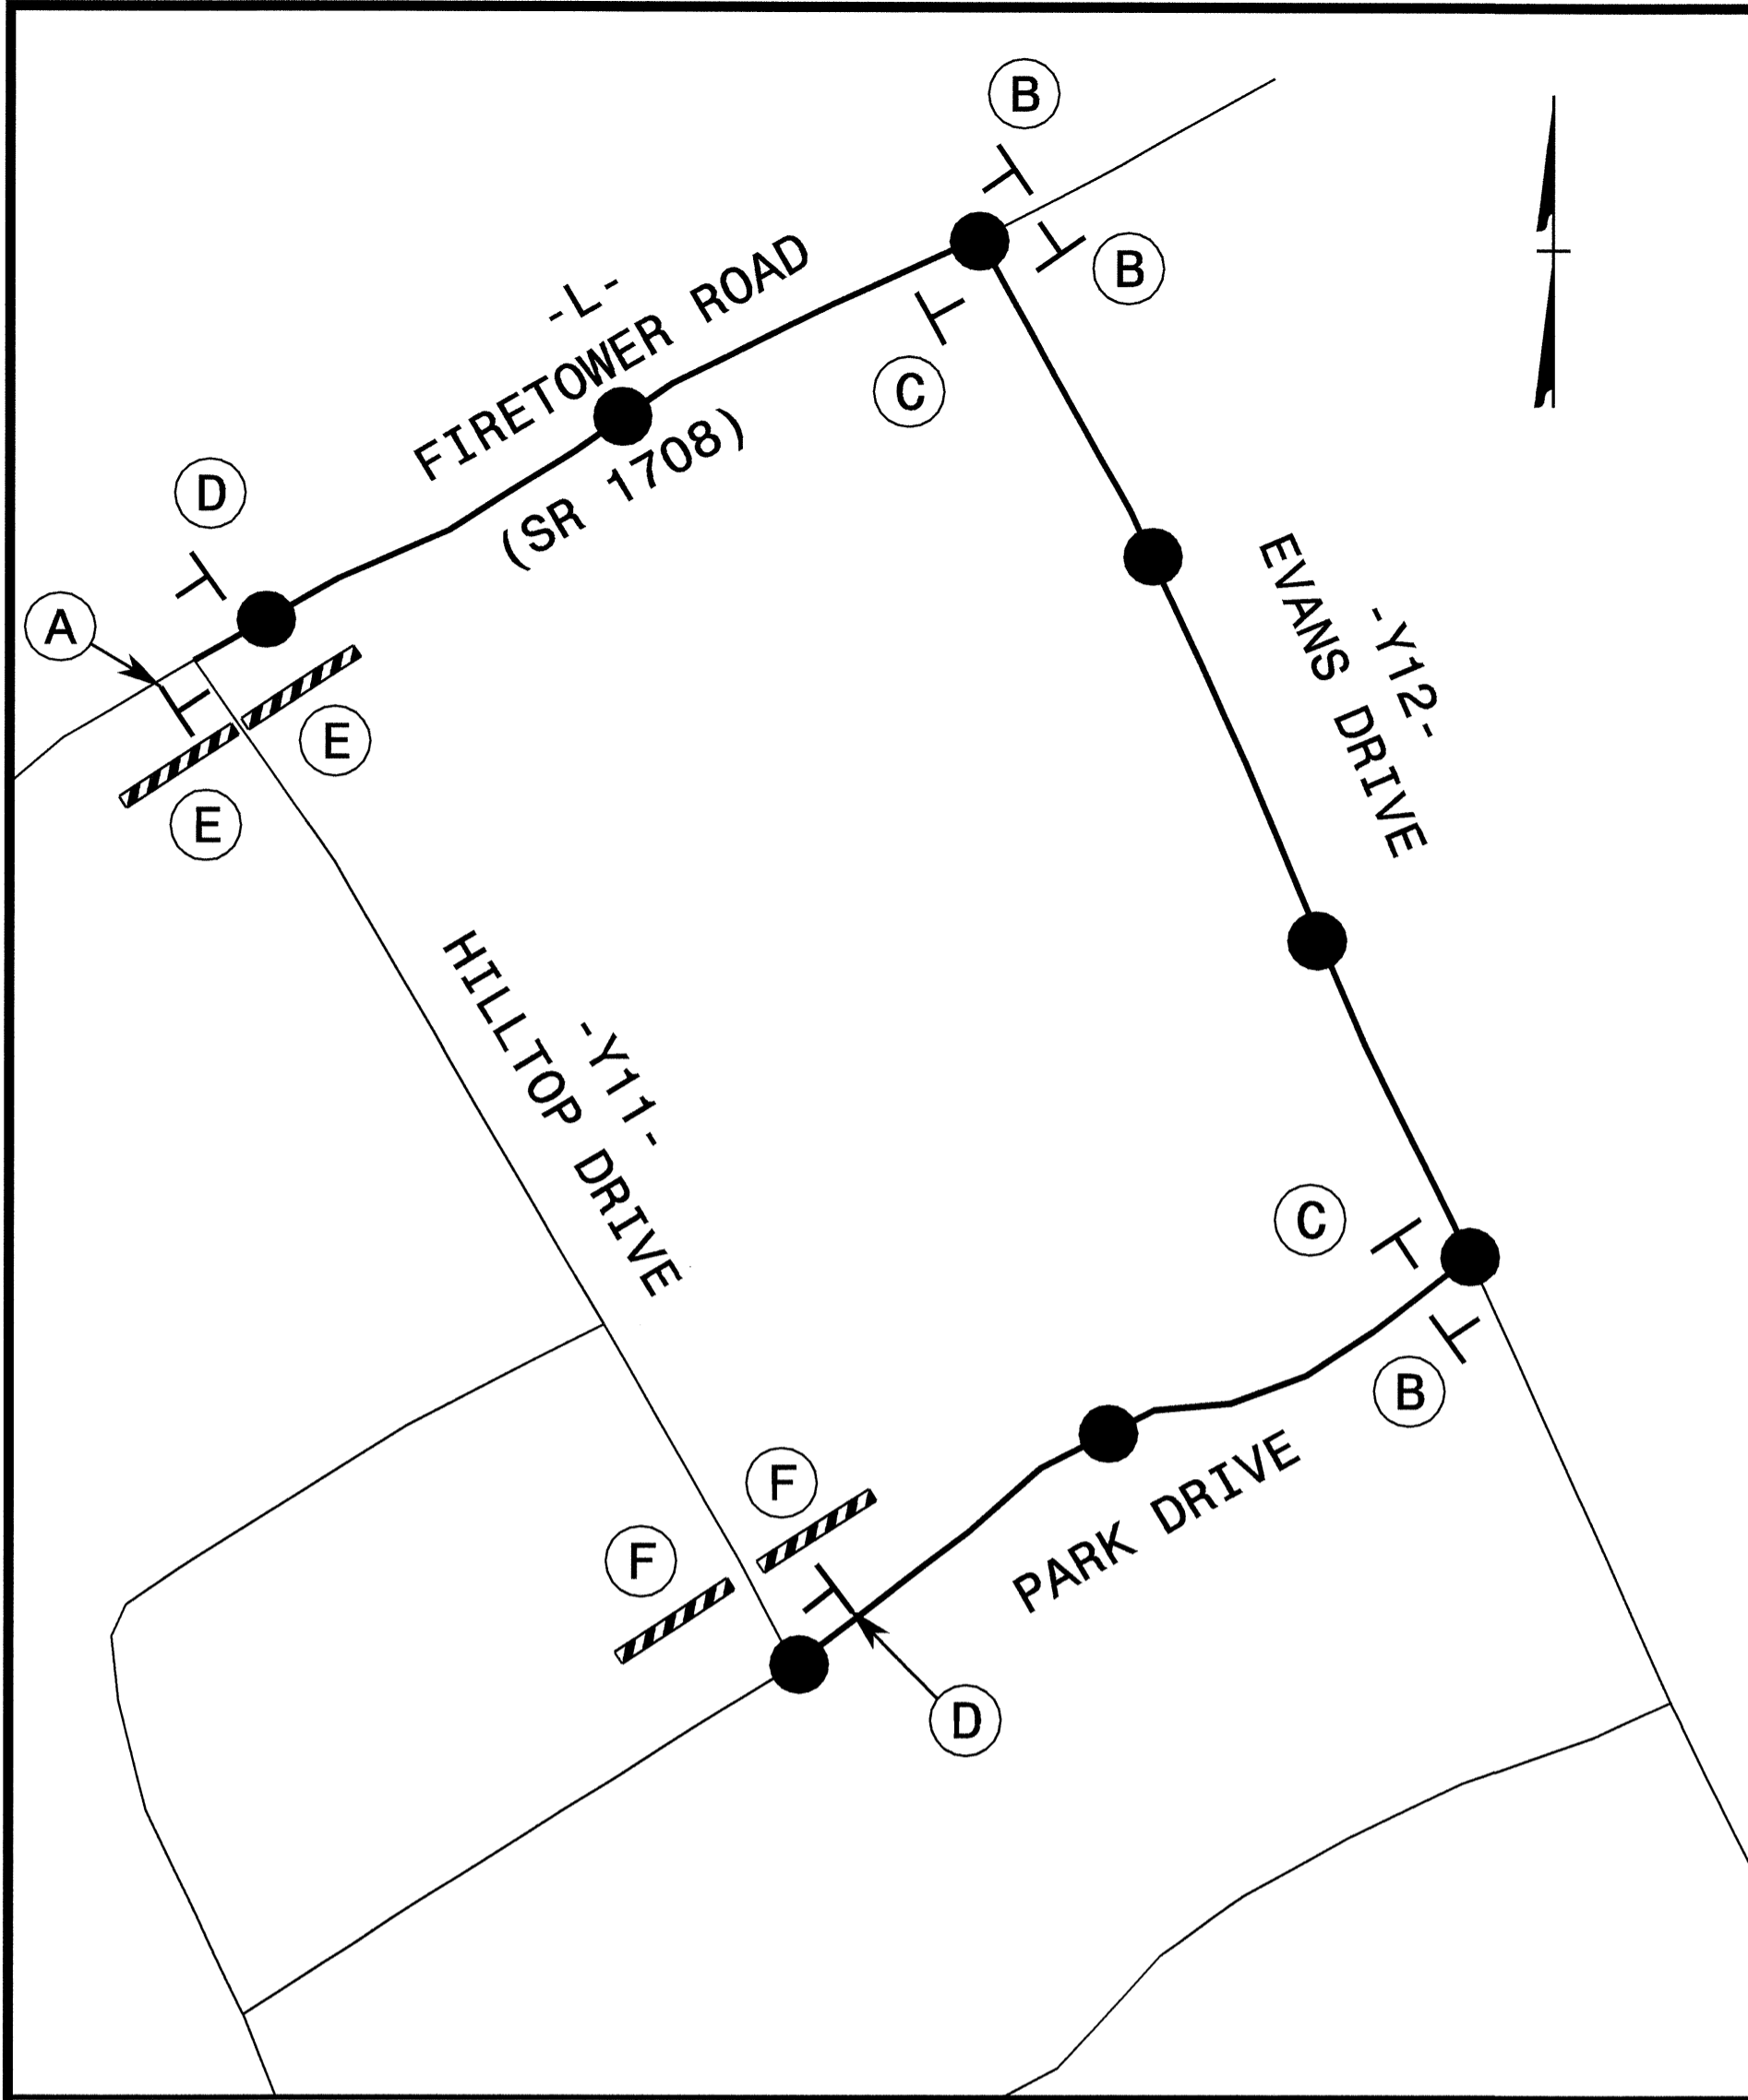 B
B
-L-
FIRETOWER ROAD
(SR 1708)
C
D
A
E
E
-Y12-
EVANS DRIVE
-Y11-
HILLTOP DRIVE
C
B
F
F
PARK DRIVE
D